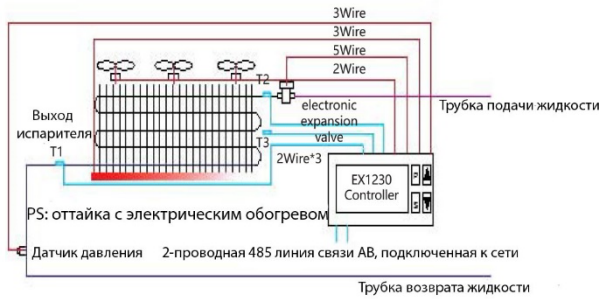 3Wire
3Wire
5Wire
2Wire
T2
electronic
expansion
valve
Трубка подачи жидкости
Выход
испарителя
T1
T3
2Wire*3
EX1230
Controller
PS: оттайка с электрическим обогревом
Датчик давления
2-проводная 485 линия связи AB, подключенная к сети
Трубка возврата жидкости